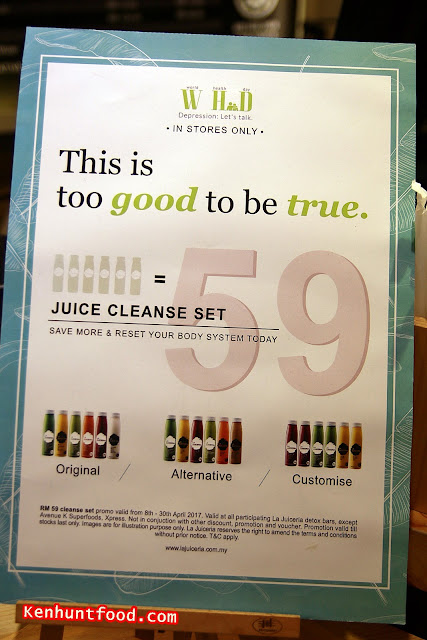 world health day
W H D
Depression: Let's talk.
• IN STORES ONLY •
This is
too good to be true.
= 59
JUICE CLEANSE SET
SAVE MORE & RESET YOUR BODY SYSTEM TODAY
Original / Alternative / Customise
RM 59 cleanse set promo valid from 8th - 30th April 2017. Valid at all participating La Juiceria detox bars, except
Avenue K Superfoods, Xpress. Not in conjuction with other discount, promotion and voucher. Promotion valid till
stocks last only. Images are for illustration purpose only. La Juiceria reserves the right to amend the terms and conditions
without prior notice. T&C apply.
www.lajuiceria.com.my
Kenhuntfood.com